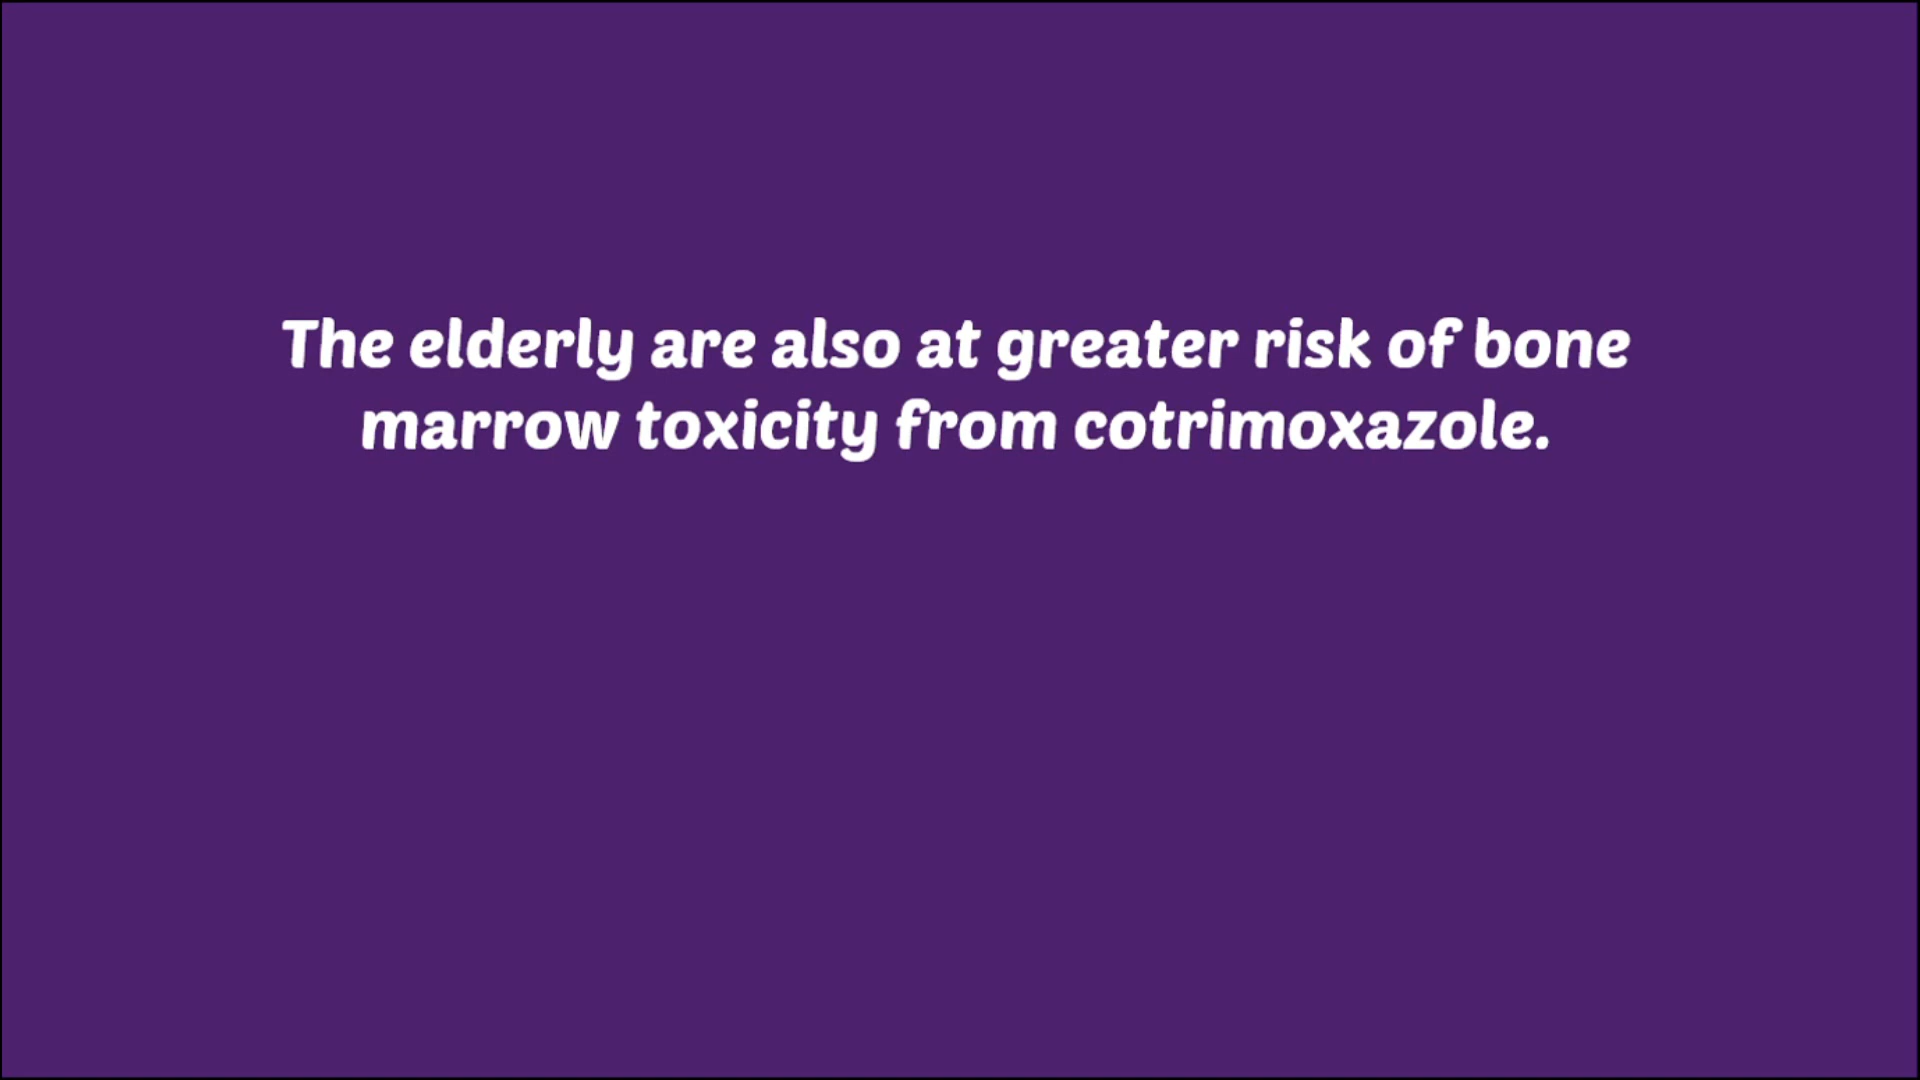 The elderly are also at greater risk of bone
marrow toxicity from cotrimoxazole.